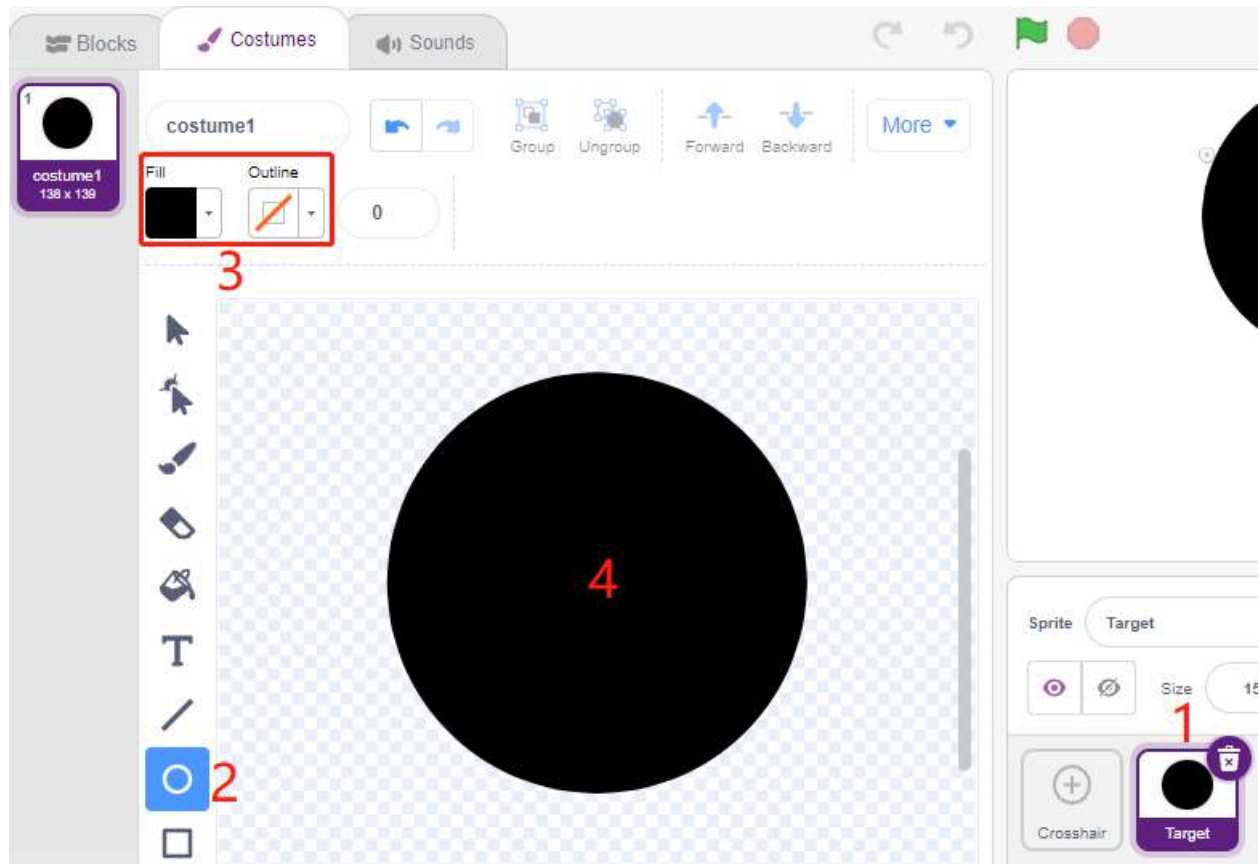 Blocks
Costumes
Sounds
1
costume1
138 x 139
costume1
Group
Ungroup
Forward
Backward
More
Fill
Outline
0
3
4
T
2
Sprite
Target
Size
15
1
Crosshair
Target